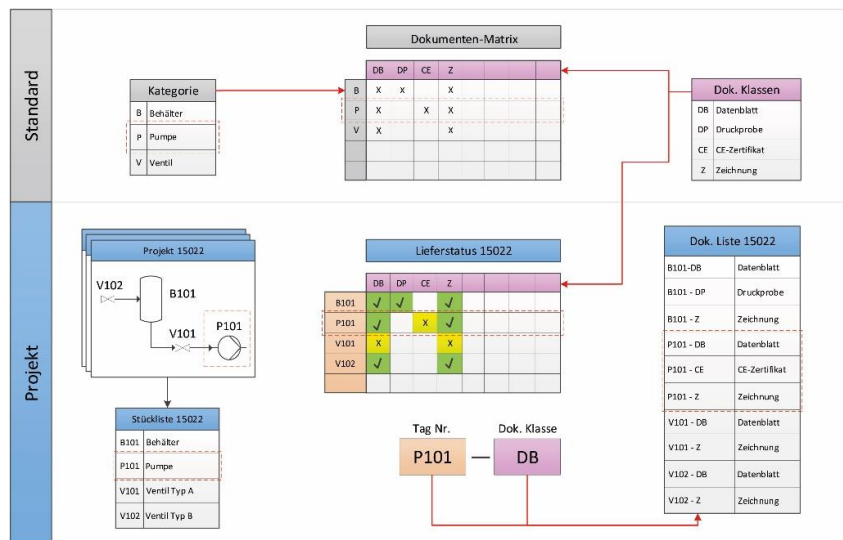 Standard
Dokumenten-Matrix
Kategorie
B Behälter
P Pumpe
V Ventil
DB DP CE Z
B X X X
P X X X
V X X
Dok. Klassen
DB Datenblatt
DP Druckprobe
CE CE-Zertifikat
Z Zeichnung
Projekt
Projekt 15022
V102
B101
V101
P101
Stückliste 15022
B101 Behälter
P101 Pumpe
V101 Ventil Typ A
V102 Ventil Typ B
Lieferstatus 15022
DB DP CE Z
B101 ✓ ✓ ✓
P101 ✓ X ✓
V101 X X
V102 ✓ ✓
Tag Nr. Dok. Klasse
P101 — DB
Dok. Liste 15022
B101-DB Datenblatt
B101 - DP Druckprobe
B101 - Z Zeichnung
P101 - DB Datenblatt
P101 - CE CE-Zertifikat
P101 - Z Zeichnung
V101 - DB Datenblatt
V101 - Z Zeichnung
V102 - DB Datenblatt
V102 - Z Zeichnung